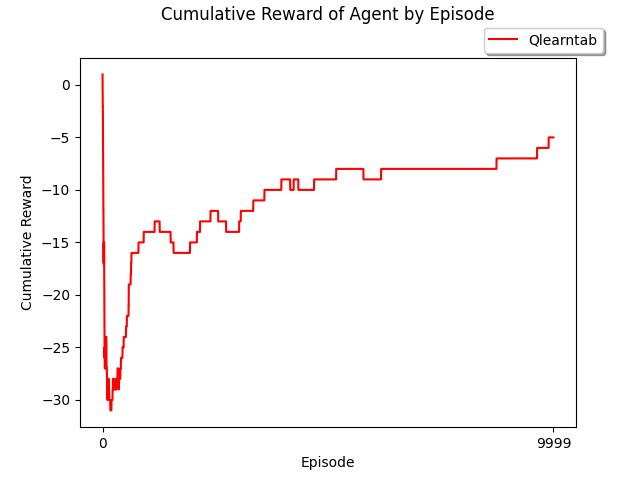 Cumulative Reward of Agent by Episode
Qlearntab
0
−5
−10
−15
−20
−25
−30
Cumulative Reward
0
9999
Episode